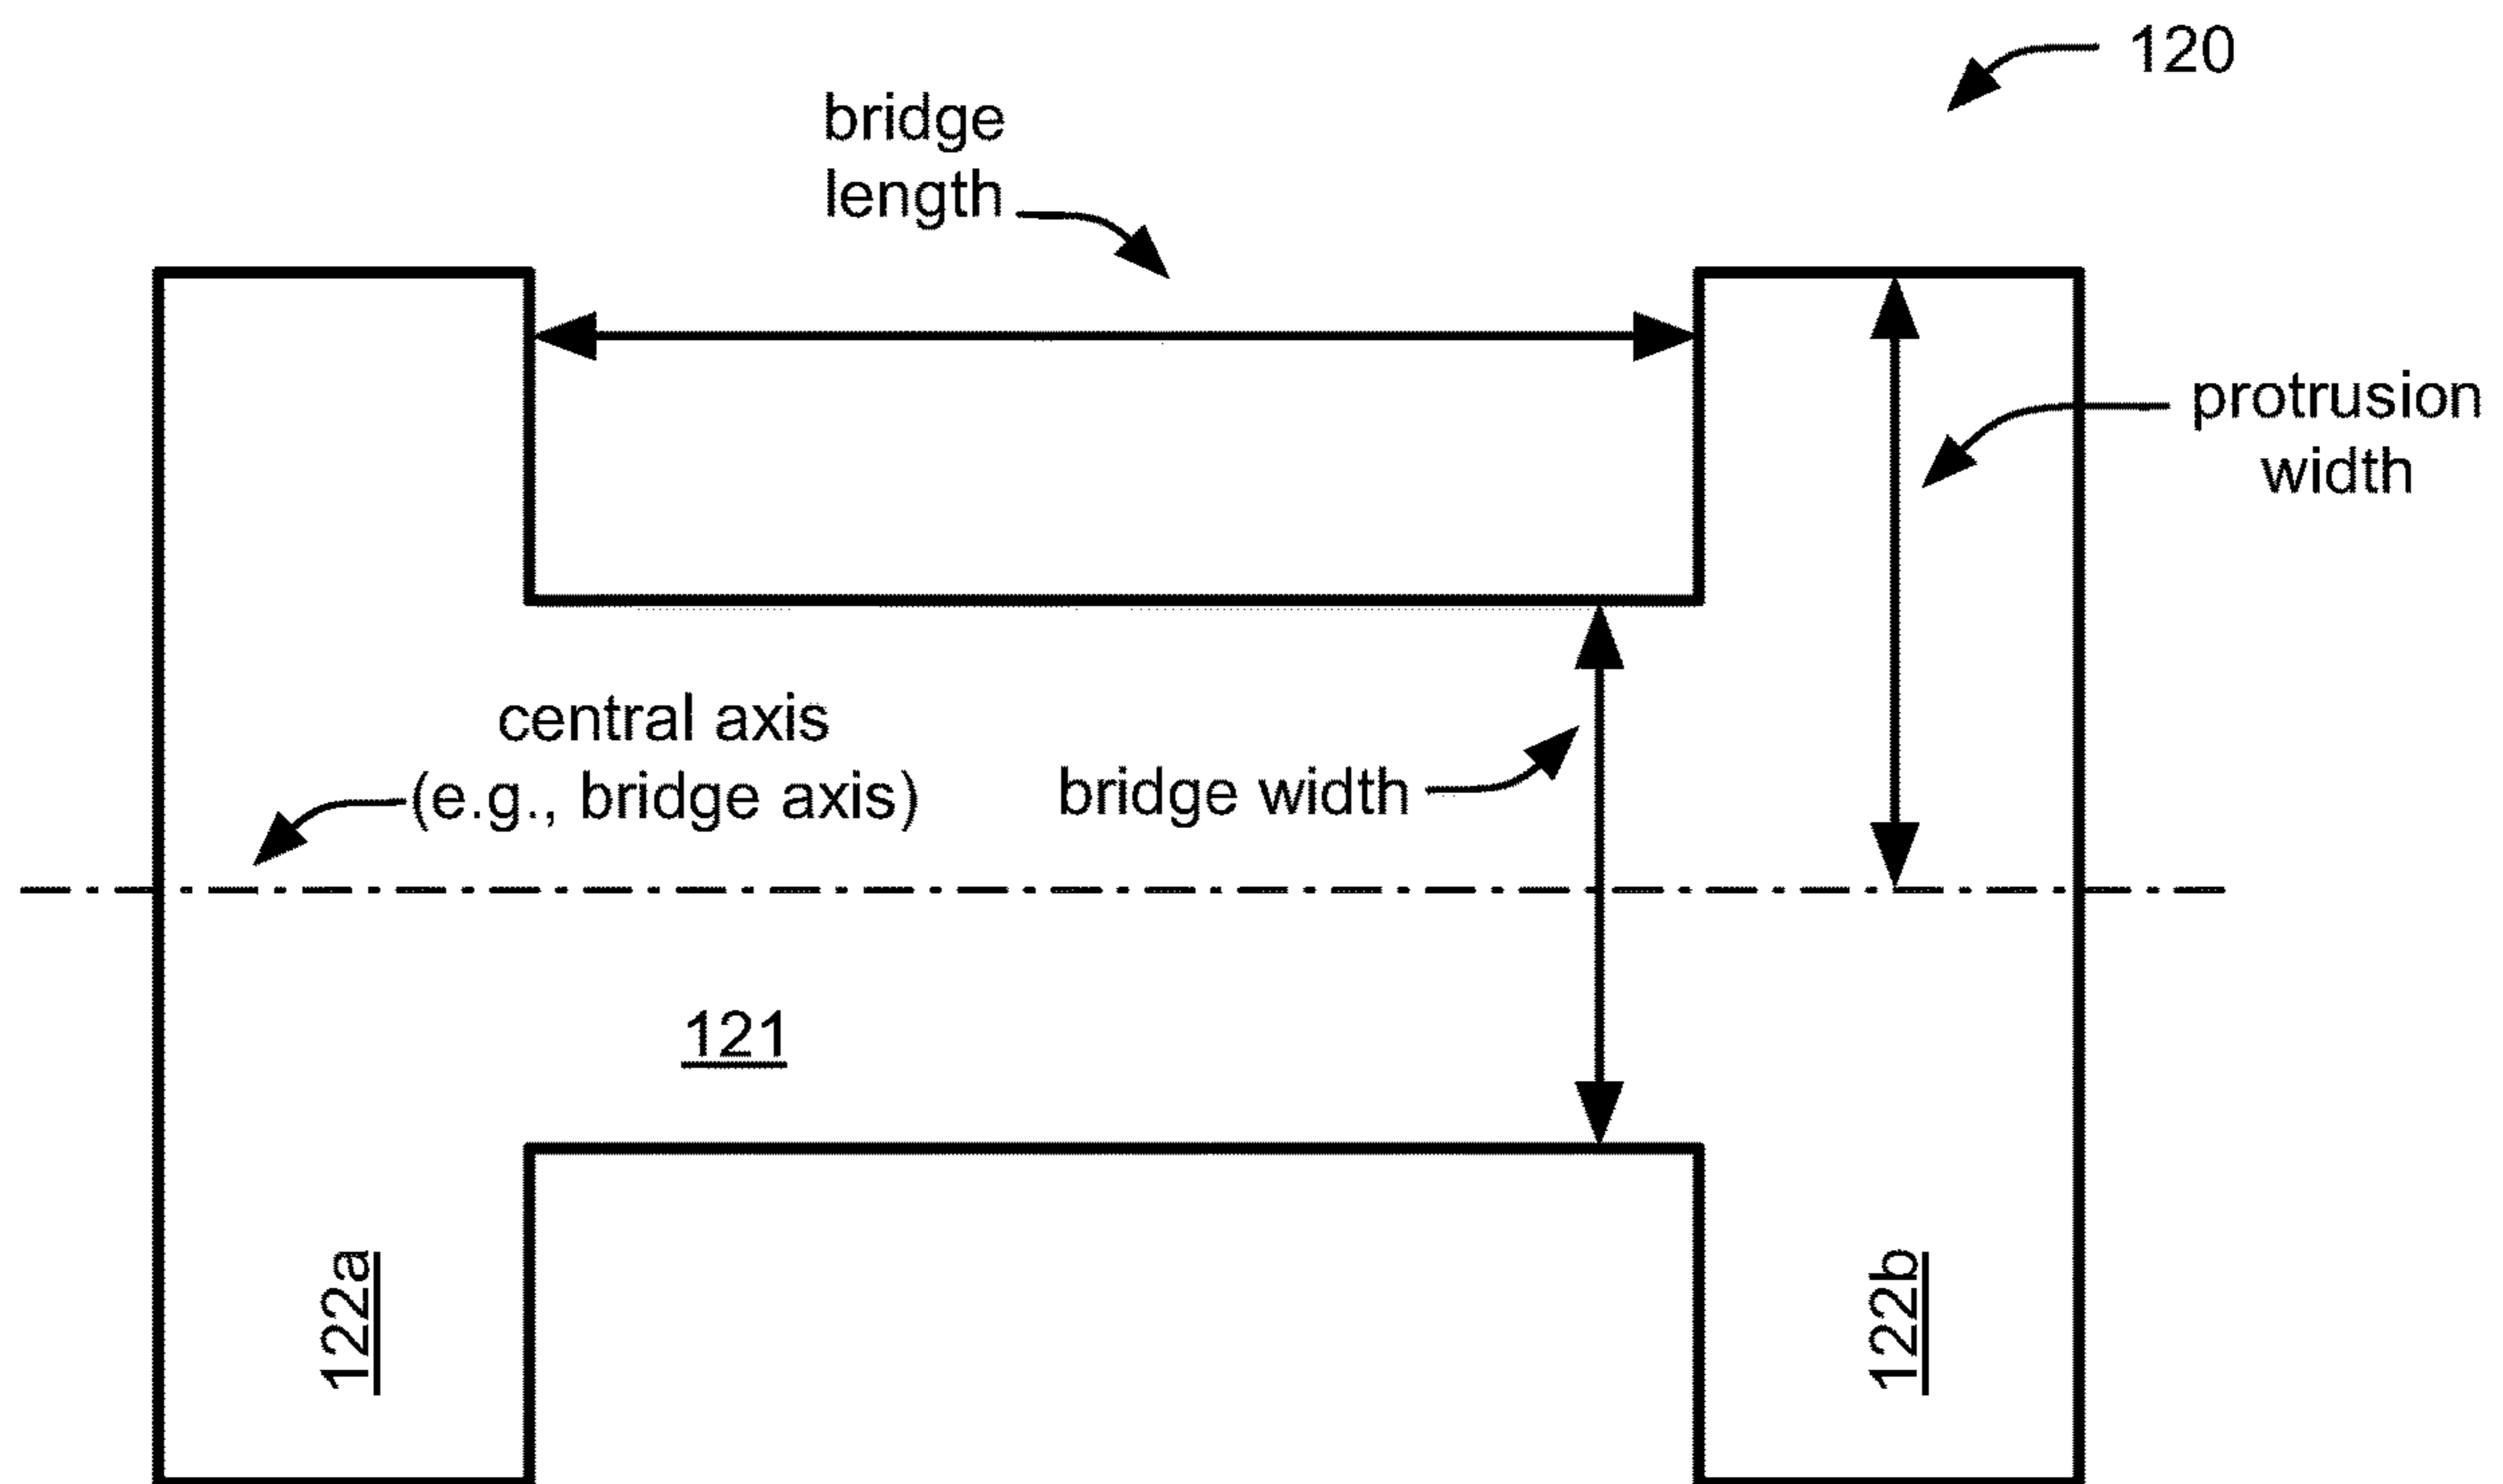 120
bridge
length
protrusion
width
central axis
(e.g., bridge axis)
bridge width
121
122a
122b